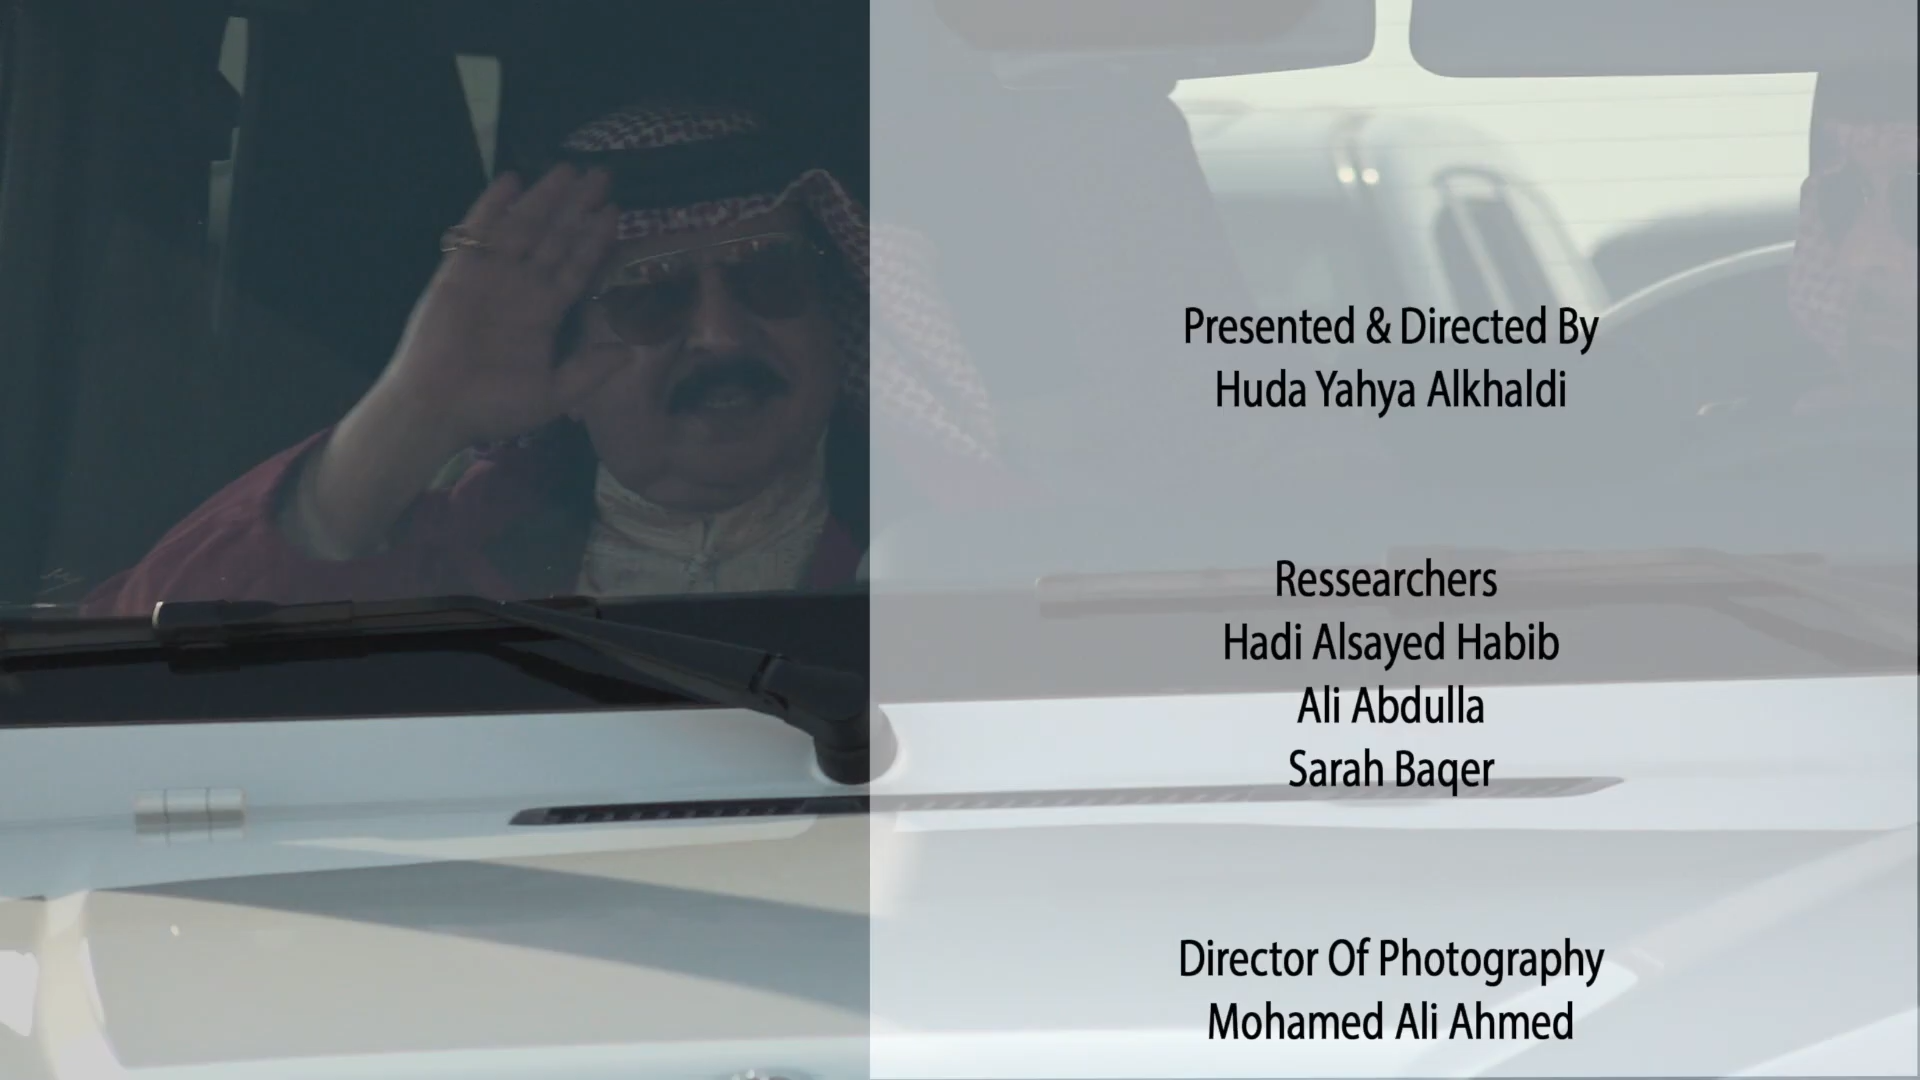 Presented & Directed By
Huda Yahya Alkhaldi
Ressearchers
Hadi Alsayed Habib
Ali Abdulla
Sarah Baqer
Director Of Photography
Mohamed Ali Ahmed